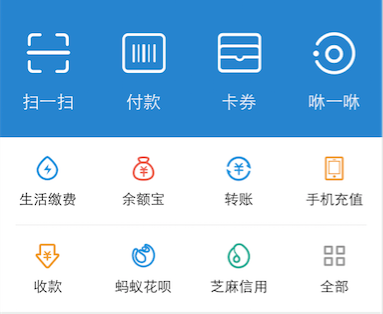 扫一扫 付款 卡券 咻一咻
生活缴费 余额宝 转账 手机充值
收款 蚂蚁花呗 芝麻信用 全部